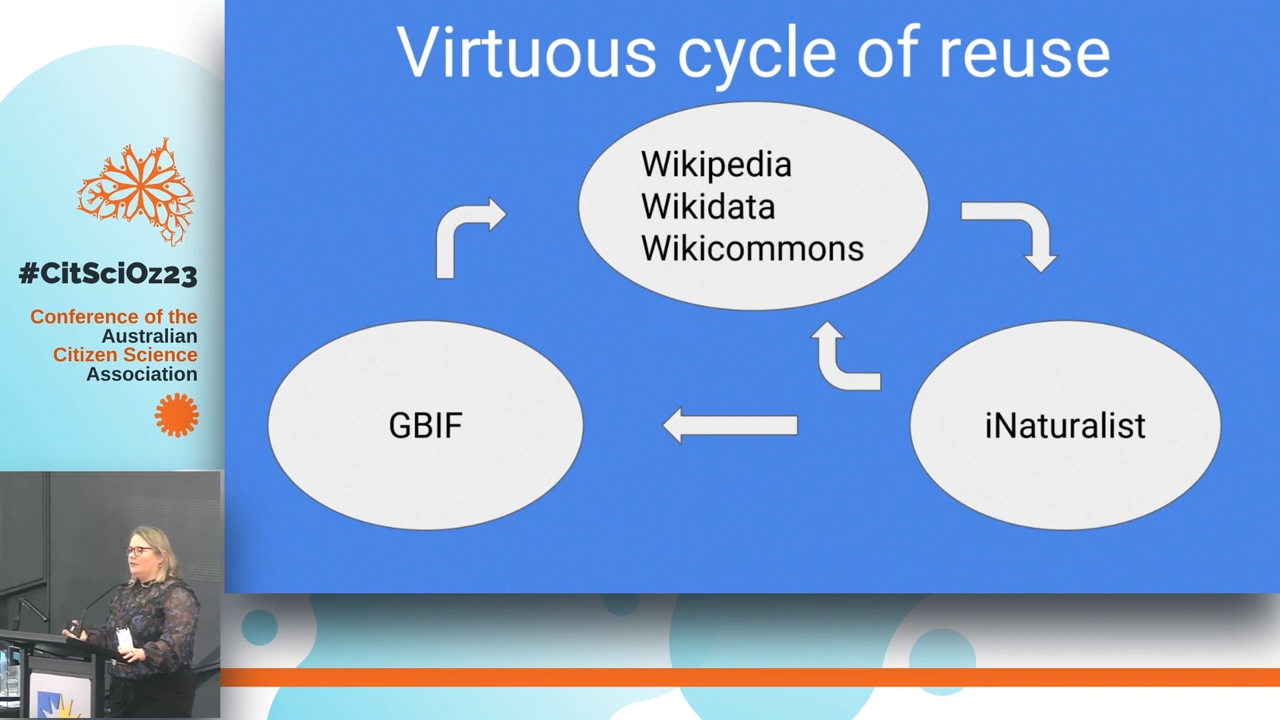 Virtuous cycle of reuse
Wikipedia
Wikidata
Wikicommons
GBIF
iNaturalist
#CitSciOz23
Conference of the
Australian
Citizen Science
Association